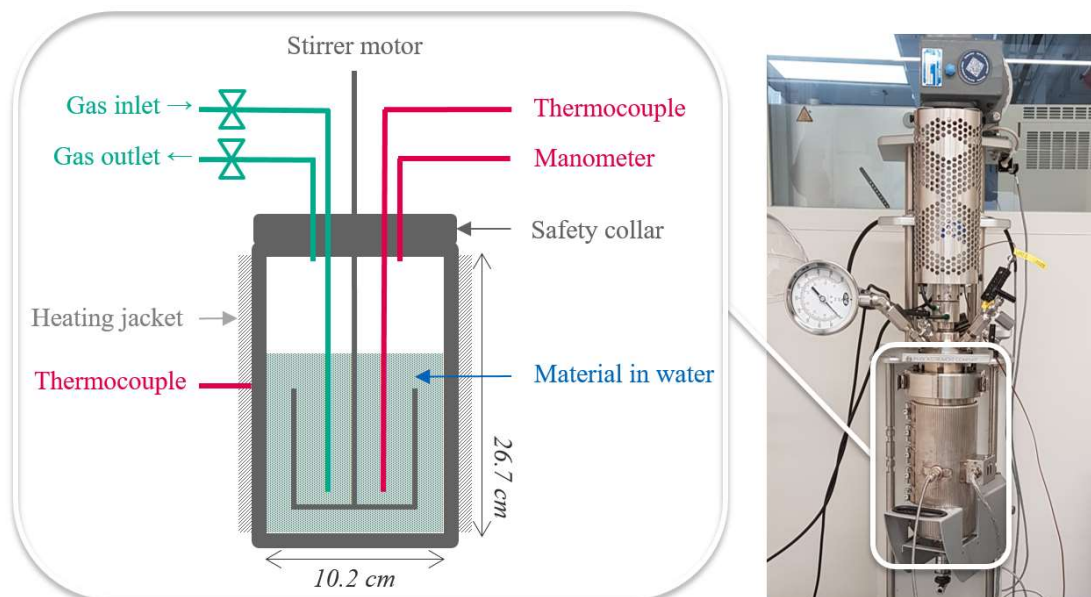 Stirrer motor
Gas inlet →
Thermocouple
Gas outlet ←
Manometer
Safety collar
Heating jacket
Thermocouple
Material in water
26.7 cm
10.2 cm